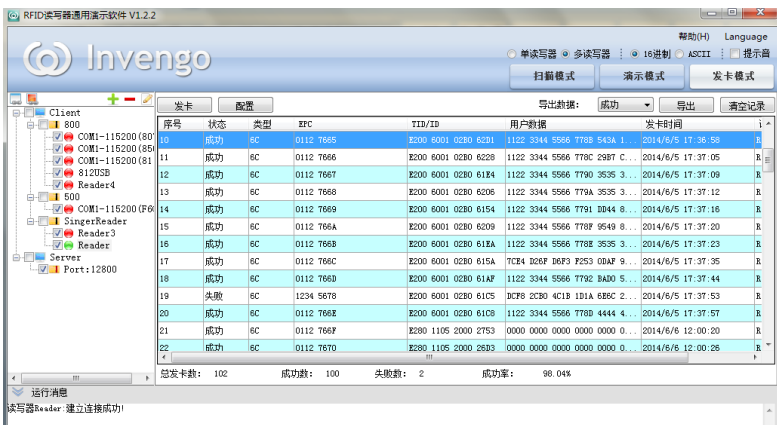 RFID读写器通用演示软件 V1.2.2
帮助(H) Language
invengo
单读写器 多读写器 16进制 ASCII 提示音
扫描模式 演示模式 发卡模式
Client
800
COM1-115200(80
COM1-115200(85
COM1-115200(81
812USB
Reader4
500
COM1-115200(F6
SingerReader
Reader3
Reader
Server
Port:12800
发卡 配置 导出数据: 成功 导出 清空记录
序号 状态 类型 EPC TID/ID 用户数据 发卡时间
10 成功 6C 0112 7665 E200 6001 02B0 62D1 1122 3344 5566 778B 543A 1... 2014/6/5 17:36:58 R
11 成功 6C 0112 7666 E200 6001 02B0 6228 1122 3344 5566 778C 29B7 C... 2014/6/5 17:37:05 R
12 成功 6C 0112 7667 E200 6001 02B0 61E4 1122 3344 5566 7790 3535 3... 2014/6/5 17:37:09 R
13 成功 6C 0112 7668 E200 6001 02B0 6206 1122 3344 5566 779A 3535 3... 2014/6/5 17:37:12 R
14 成功 6C 0112 7669 E200 6001 02B0 6154 1122 3344 5566 7791 DD44 8... 2014/6/5 17:37:16 R
15 成功 6C 0112 766A E200 6001 02B0 6209 1122 3344 5566 778F 9549 8... 2014/6/5 17:37:20 R
16 成功 6C 0112 766B E200 6001 02B0 61EA 1122 3344 5566 778E 3535 3... 2014/6/5 17:37:23 R
17 成功 6C 0112 766C E200 6001 02B0 615A 7CE4 D26F D6F3 F253 0DAF 9... 2014/6/5 17:37:35 R
18 成功 6C 0112 766D E200 6001 02B0 61AF 1122 3344 5566 7792 BAD0 5... 2014/6/5 17:37:44 R
19 失败 6C 1234 5678 E200 6001 02B0 61C5 DCF8 2CB0 4C1B 1D1A 6E6C 2... 2014/6/5 17:37:53 R
20 成功 6C 0112 766E E200 6001 02B0 61C8 1122 3344 5566 778D 4444 4... 2014/6/5 17:37:57 R
21 成功 6C 0112 766F E280 1105 2000 2753 0000 0000 0000 0000 0000 0... 2014/6/6 12:00:20 R
22 成功 6C 0112 7670 E280 1105 2000 26D3 0000 0000 0000 0000 0000 0... 2014/6/6 12:00:26 R
总发卡数: 102 成功数: 100 失败数: 2 成功率: 98.04%
运行消息
读写器Reader:建立连接成功!